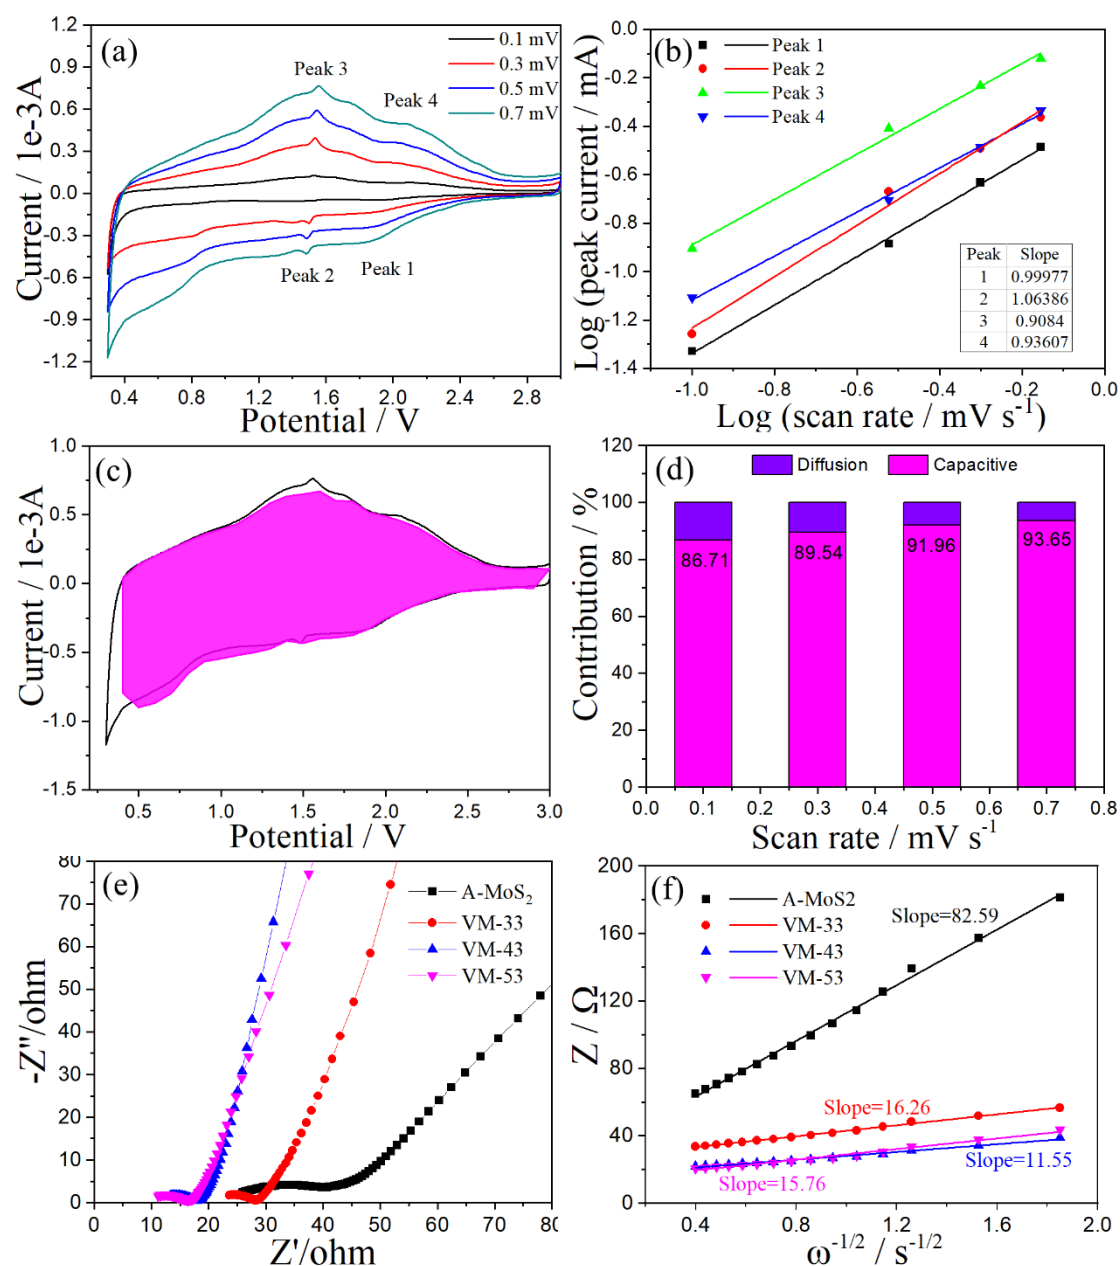 (a)
0.1 mV
0.3 mV
0.5 mV
0.7 mV
Peak 3
Peak 4
Peak 2
Peak 1
1.2
0.9
0.6
0.3
0.0
-0.3
-0.6
-0.9
-1.2
Current / 1e-3A
0.4 0.8 1.2 1.6 2.0 2.4 2.8
Potential / V
(b)
Peak 1
Peak 2
Peak 3
Peak 4
0.0
-0.2
-0.4
-0.6
-0.8
-1.0
-1.2
-1.4
Log (peak current / mA)
Peak Slope
1 0.99977
2 1.06386
3 0.9084
4 0.93607
-1.0 -0.8 -0.6 -0.4 -0.2 0.0
Log (scan rate / mV s⁻¹)
(c)
1.0
0.5
0.0
-0.5
-1.0
-1.5
Current / 1e-3A
0.5 1.0 1.5 2.0 2.5 3.0
Potential / V
(d)
Diffusion Capacitive
120
100
80
60
40
20
0
Contribution / %
86.71 89.54 91.96 93.65
0.0 0.1 0.2 0.3 0.4 0.5 0.6 0.7 0.8
Scan rate / mV s⁻¹
(e)
A-MoS₂
VM-33
VM-43
VM-53
80
70
60
50
40
30
20
10
0
-Z''/ohm
0 10 20 30 40 50 60 70 80
Z'/ohm
(f)
A-MoS2
VM-33
VM-43
VM-53
Slope=82.59
Slope=16.26
Slope=11.55
Slope=15.76
200
160
120
80
40
0
Z / Ω
0.4 0.8 1.2 1.6 2.0
ω⁻¹/² / s⁻¹/²